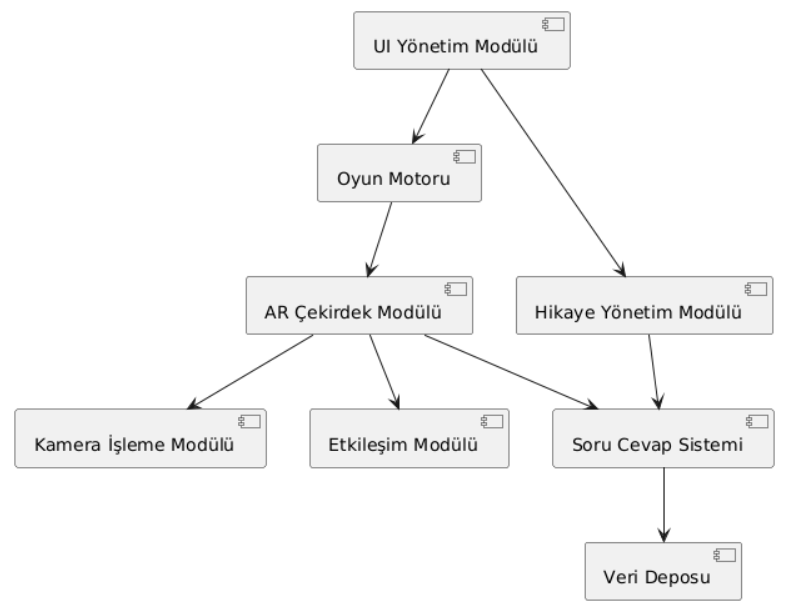 UI Yönetim Modülü
Oyun Motoru
AR Çekirdek Modülü
Hikaye Yönetim Modülü
Kamera İşleme Modülü
Etkileşim Modülü
Soru Cevap Sistemi
Veri Deposu